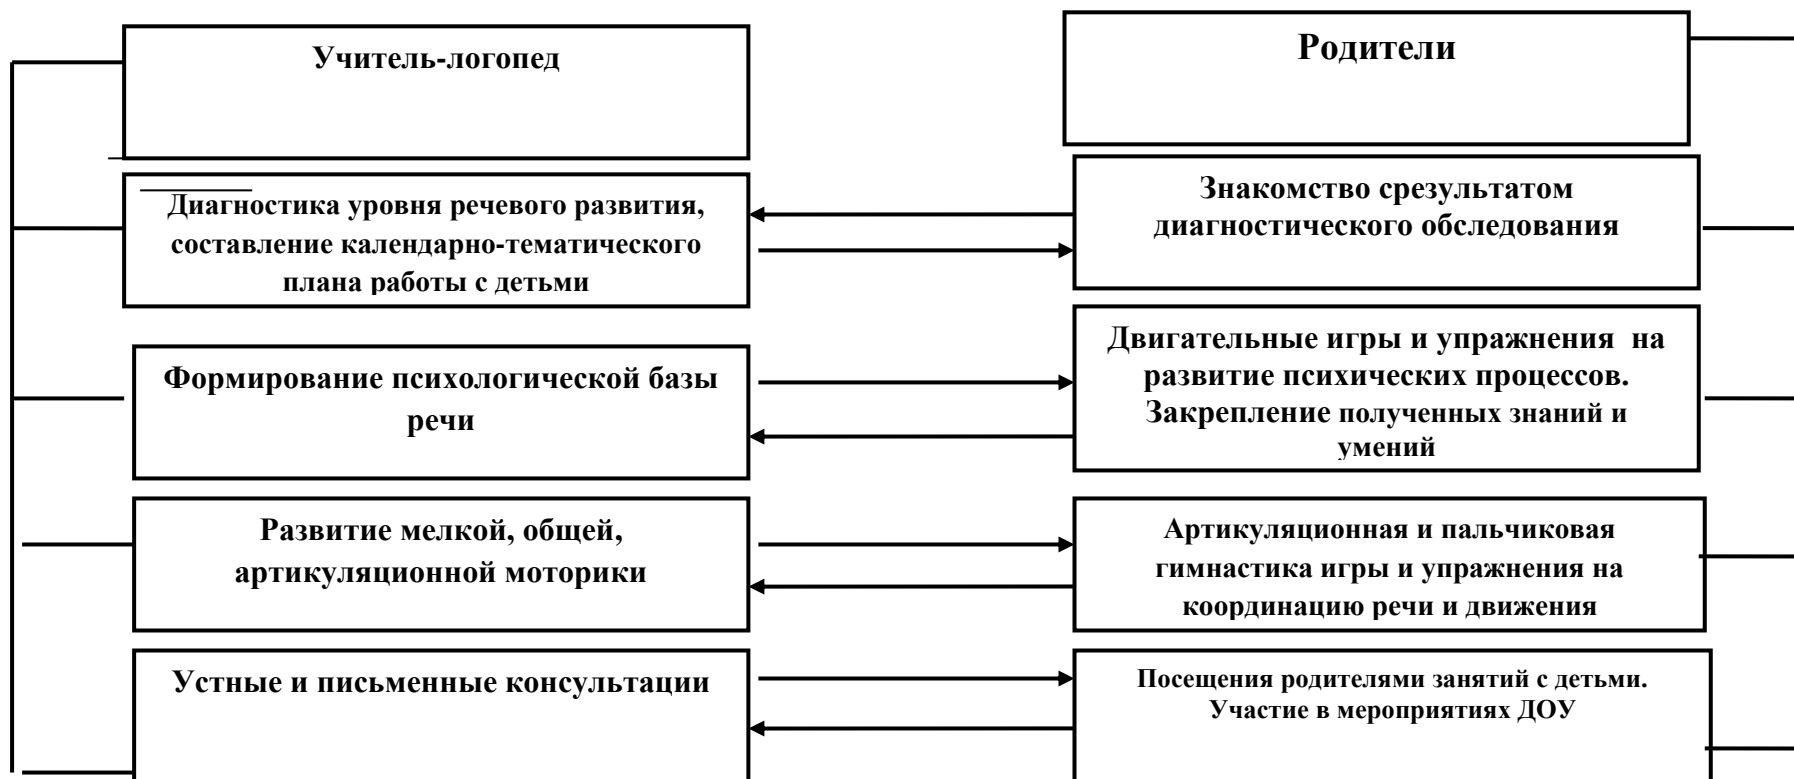 Учитель-логопед
Родители
Диагностика уровня речевого развития,
составление календарно-тематического
плана работы с детьми
Знакомство срезультатом
диагностического обследования
Формирование психологической базы
речи
Двигательные игры и упражнения на
развитие психических процессов.
Закрепление полученных знаний и
умений
Развитие мелкой, общей,
артикуляционной моторики
Артикуляционная и пальчиковая
гимнастика игры и упражнения на
координацию речи и движения
Устные и письменные консультации
Посещения родителями занятий с детьми.
Участие в мероприятиях ДОУ